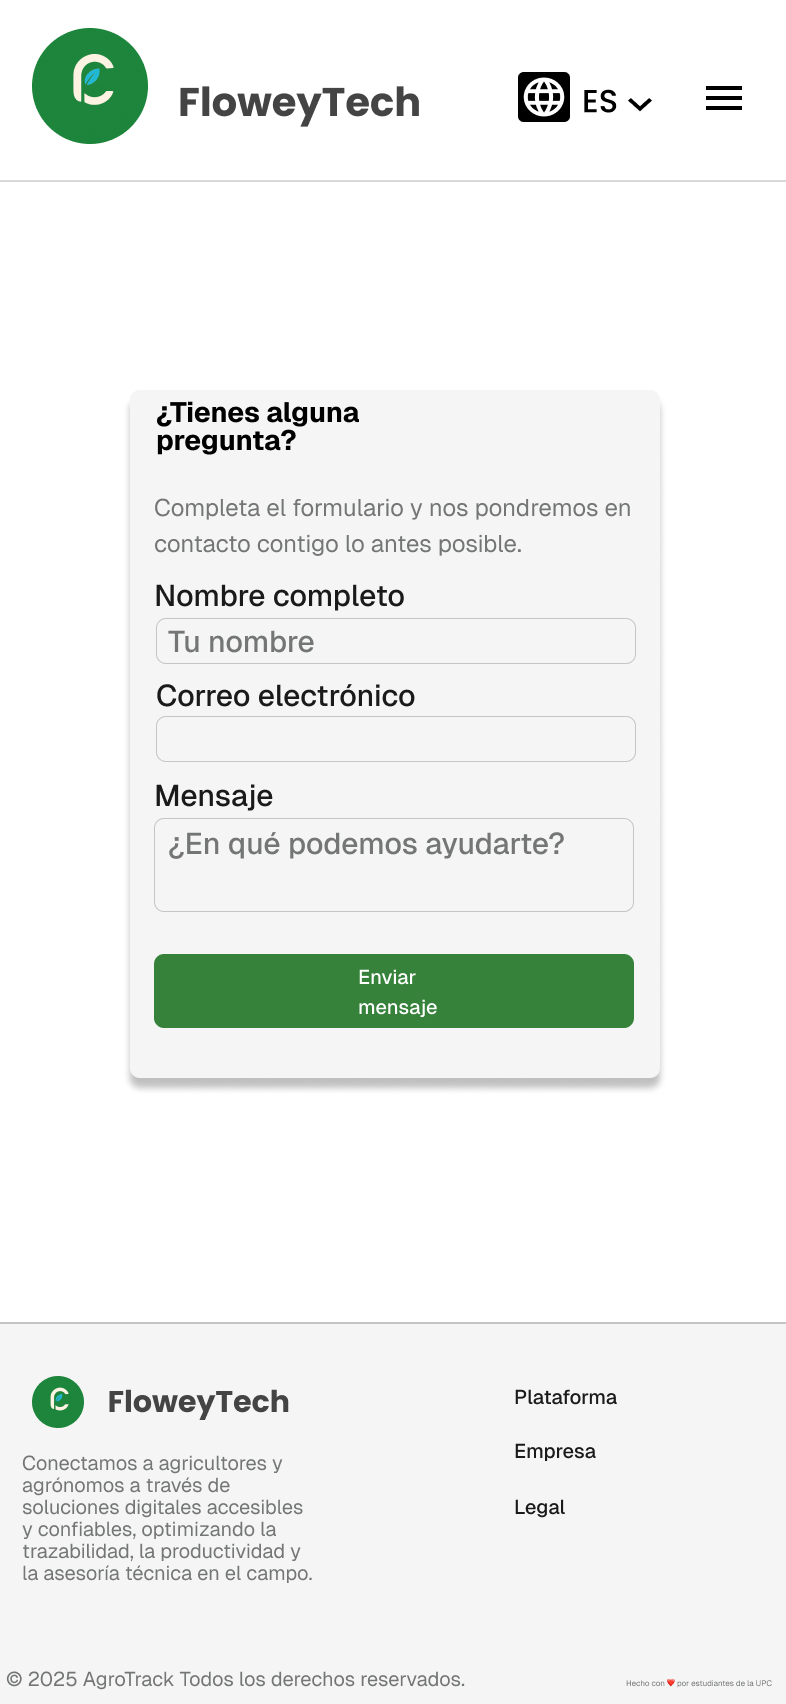 FloweyTech
ES
¿Tienes alguna
pregunta?
Completa el formulario y nos pondremos en
contacto contigo lo antes posible.
Nombre completo
Tu nombre
Correo electrónico
Mensaje
¿En qué podemos ayudarte?
Enviar
mensaje
FloweyTech
Conectamos a agricultores y
agrónomos a través de
soluciones digitales accesibles
y confiables, optimizando la
trazabilidad, la productividad y
la asesoría técnica en el campo.
Plataforma
Empresa
Legal
© 2025 AgroTrack Todos los derechos reservados.
Hecho con ❤️ por estudiantes de la UPC